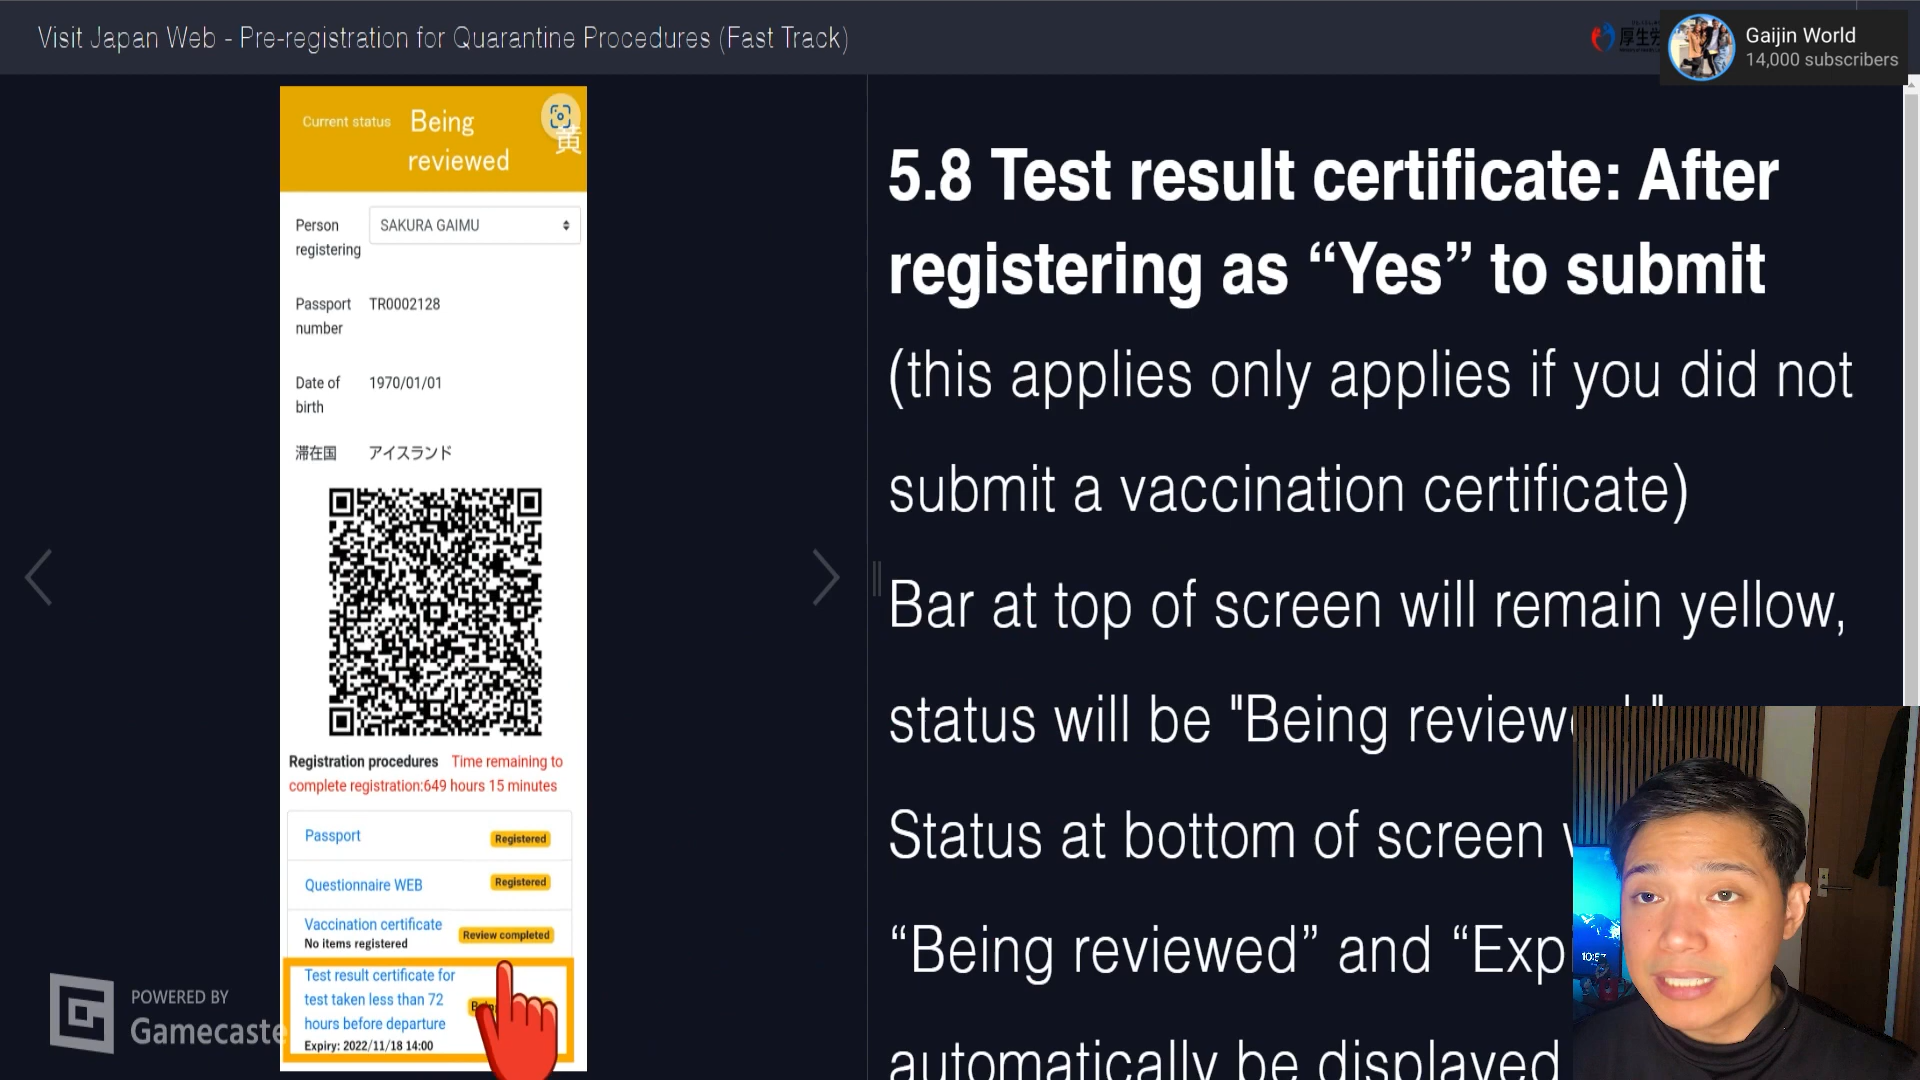 Visit Japan Web - Pre-registration for Quarantine Procedures (Fast Track)
厚生労
Gaijin World
14,000 subscribers
Current status
Being
reviewed
黄
Person
registering
SAKURA GAIMU
Passport
number
TR0002128
Date of
birth
1970/01/01
滞在国
アイスランド
Registration procedures Time remaining to
complete registration:649 hours 15 minutes
Passport
Registered
Questionnaire WEB
Registered
Vaccination certificate
No items registered
Review completed
Test result certificate for
test taken less than 72
hours before departure
Expiry: 2022/11/18 14:00
POWERED BY
Gamecaste
5.8 Test result certificate: After
registering as “Yes” to submit
(this applies only applies if you did not
submit a vaccination certificate)
Bar at top of screen will remain yellow,
status will be "Being reviewed"
Status at bottom of screen
“Being reviewed” and “Exp
automatically be displayed